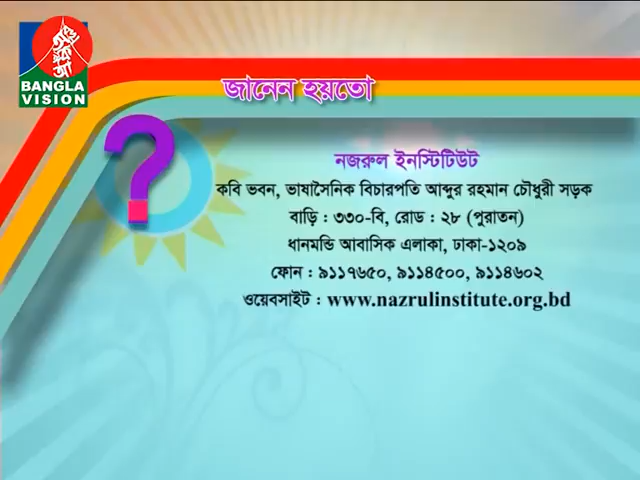 BANGLA
VISION
জানেন হয়তো
নজরুল ইনস্টিটিউট
কবি ভবন, ভাষাসৈনিক বিচারপতি আব্দুর রহমান চৌধুরী সড়ক
বাড়ি : ৩৩০-বি, রোড : ২৮ (পুরাতন)
ধানমন্ডি আবাসিক এলাকা, ঢাকা-১২০৯
ফোন : ৯১১৭৬৫০, ৯১১৪৫০০, ৯১১৪৬০২
ওয়েবসাইট : www.nazrulinstitute.org.bd